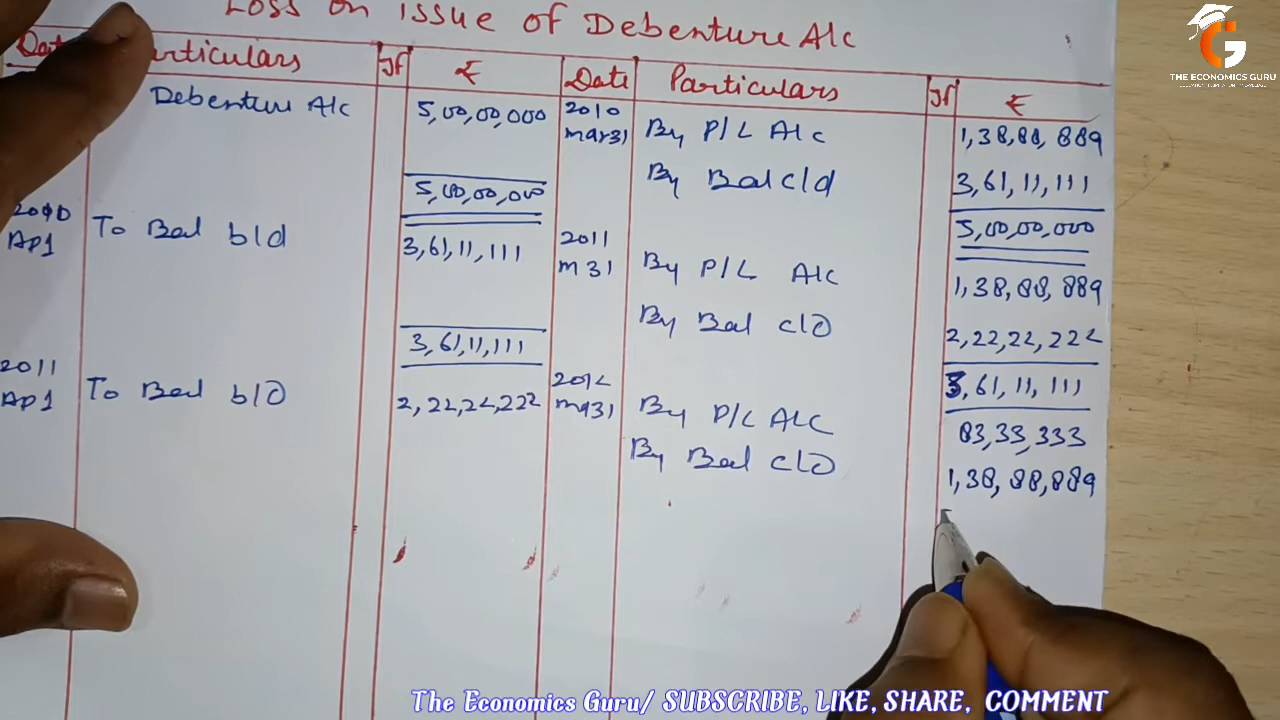 Loss on issue of Debenture A/c
Date Particulars Jf ₹ Date Particulars Jf ₹
Debenture A/c 5,00,00,000 2010 mar31 By P/L A/c 1,38,88,889
By Bal c/d 3,61,11,111
5,00,00,000 5,00,00,000
2010 Ap1 To Bal b/d 3,61,11,111 2011 m31 By P/L A/c 1,38,88,889
By Bal c/d 2,22,22,222
3,61,11,111 3,61,11,111
2011 Ap1 To Bal b/d 2,22,22,222 2012 ma31 By P/L A/c 83,33,333
By Bal c/d 1,38,88,889
G
THE ECONOMICS GURU
The Economics Guru/ SUBSCRIBE, LIKE, SHARE, COMMENT